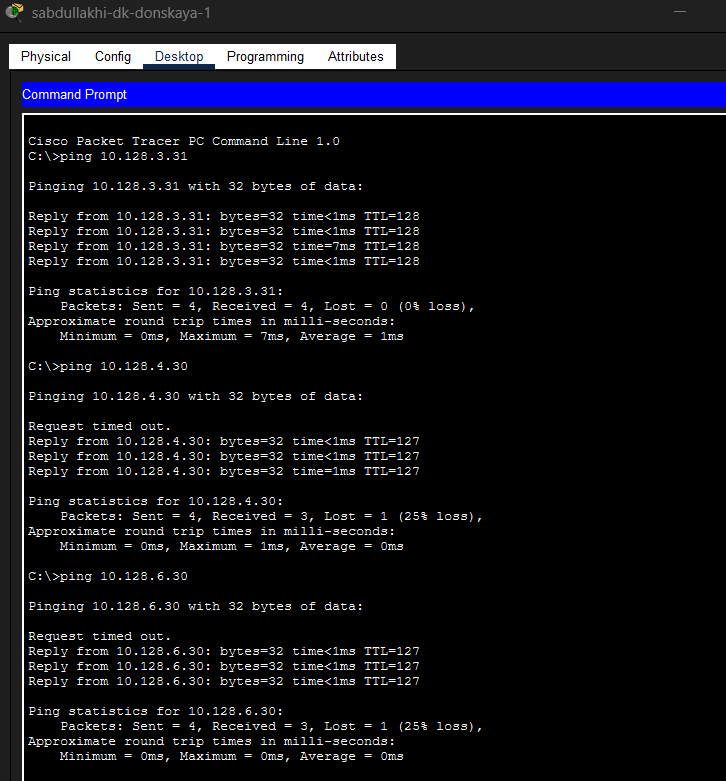 sabdullakhi-dk-donskaya-1
Physical Config Desktop Programming Attributes
Command Prompt
Cisco Packet Tracer PC Command Line 1.0
C:\>ping 10.128.3.31
Pinging 10.128.3.31 with 32 bytes of data:
Reply from 10.128.3.31: bytes=32 time<1ms TTL=128
Reply from 10.128.3.31: bytes=32 time<1ms TTL=128
Reply from 10.128.3.31: bytes=32 time=7ms TTL=128
Reply from 10.128.3.31: bytes=32 time<1ms TTL=128
Ping statistics for 10.128.3.31:
Packets: Sent = 4, Received = 4, Lost = 0 (0% loss),
Approximate round trip times in milli-seconds:
Minimum = 0ms, Maximum = 7ms, Average = 1ms
C:\>ping 10.128.4.30
Pinging 10.128.4.30 with 32 bytes of data:
Request timed out.
Reply from 10.128.4.30: bytes=32 time<1ms TTL=127
Reply from 10.128.4.30: bytes=32 time<1ms TTL=127
Reply from 10.128.4.30: bytes=32 time=1ms TTL=127
Ping statistics for 10.128.4.30:
Packets: Sent = 4, Received = 3, Lost = 1 (25% loss),
Approximate round trip times in milli-seconds:
Minimum = 0ms, Maximum = 1ms, Average = 0ms
C:\>ping 10.128.6.30
Pinging 10.128.6.30 with 32 bytes of data:
Request timed out.
Reply from 10.128.6.30: bytes=32 time<1ms TTL=127
Reply from 10.128.6.30: bytes=32 time<1ms TTL=127
Reply from 10.128.6.30: bytes=32 time<1ms TTL=127
Ping statistics for 10.128.6.30:
Packets: Sent = 4, Received = 3, Lost = 1 (25% loss),
Approximate round trip times in milli-seconds:
Minimum = 0ms, Maximum = 0ms, Average = 0ms